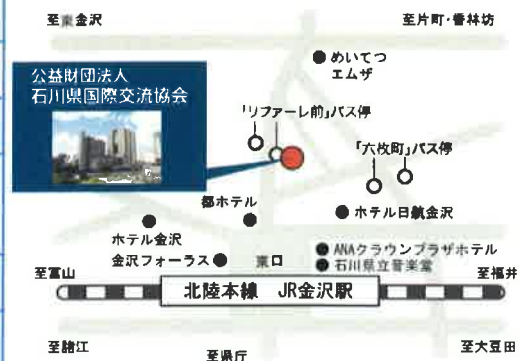 至東金沢
至片町・香林坊
めいてつ
エムザ
公益財団法人
石川県国際交流協会
「リファーレ前」バス停
「六枚町」バス停
都ホテル
ホテル日航金沢
ホテル金沢
金沢フォーラス
東口
ANAクラウンプラザホテル
石川県立音楽堂
至富山
至福井
北陸本線 JR金沢駅
至諸江
至県庁
至大豆田